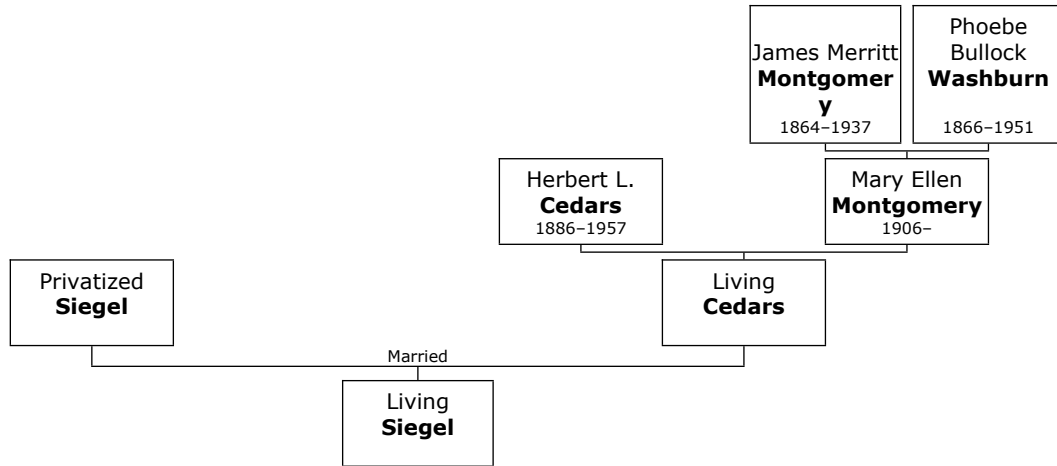 James Merritt
Montgomer
y
1864–1937
Phoebe
Bullock
Washburn
1866–1951
Herbert L.
Cedars
1886–1957
Mary Ellen
Montgomery
1906–
Privatized
Siegel
Living
Cedars
Married
Living
Siegel